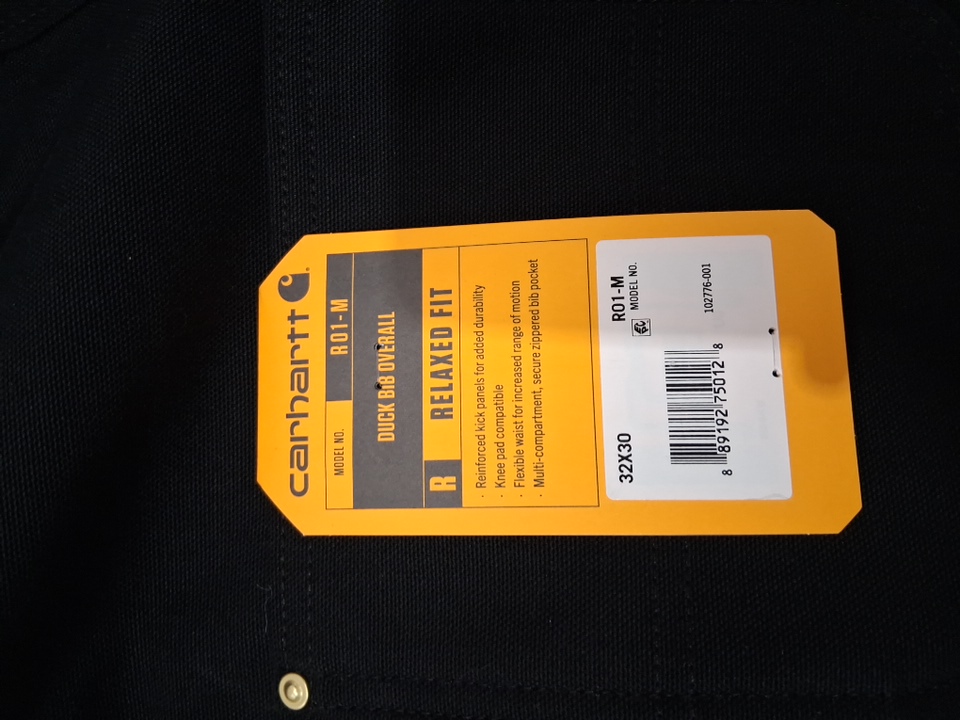 carhartt
MODEL NO. R01-M
DUCK BIB OVERALL
R RELAXED FIT
· Reinforced kick panels for added durability
· Knee pad compatible
· Flexible waist for increased range of motion
· Multi-compartment, secure zippered bib pocket
32X30 R01-M
MODEL NO.
8 89192 75012 8
102776-001